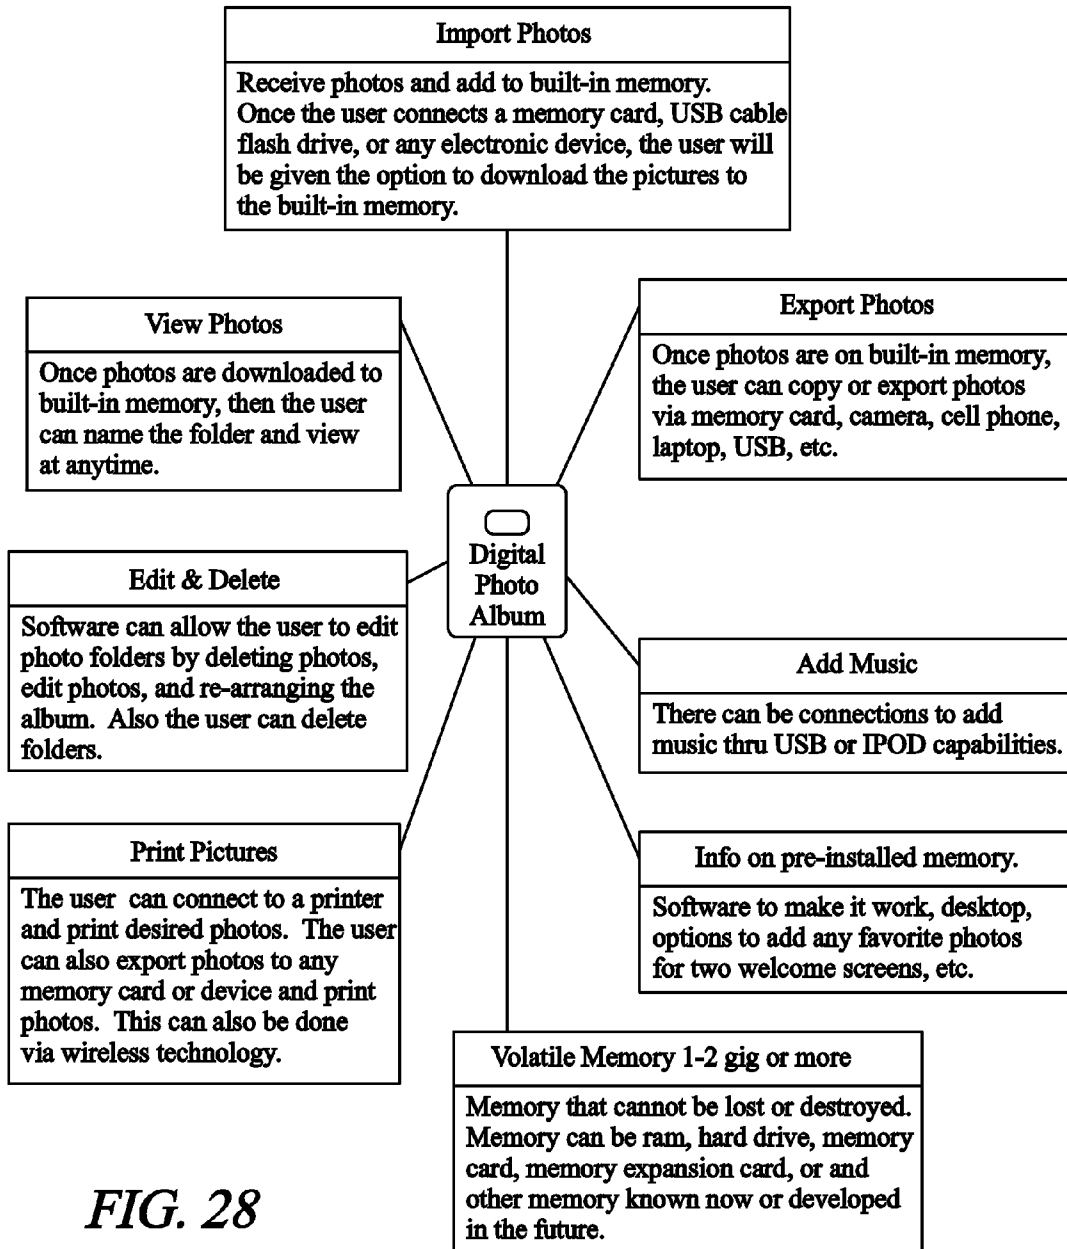 Import Photos
Receive photos and add to built-in memory.
Once the user connects a memory card, USB cable
flash drive, or any electronic device, the user will
be given the option to download the pictures to
the built-in memory.
View Photos
Once photos are downloaded to
built-in memory, then the user
can name the folder and view
at anytime.
Export Photos
Once photos are on built-in memory,
the user can copy or export photos
via memory card, camera, cell phone,
laptop, USB, etc.
Digital
Photo
Album
Edit & Delete
Software can allow the user to edit
photo folders by deleting photos,
edit photos, and re-arranging the
album. Also the user can delete
folders.
Add Music
There can be connections to add
music thru USB or IPOD capabilities.
Print Pictures
The user can connect to a printer
and print desired photos. The user
can also export photos to any
memory card or device and print
photos. This can also be done
via wireless technology.
Info on pre-installed memory.
Software to make it work, desktop,
options to add any favorite photos
for two welcome screens, etc.
Volatile Memory 1-2 gig or more
Memory that cannot be lost or destroyed.
Memory can be ram, hard drive, memory
card, memory expansion card, or and
other memory known now or developed
in the future.
FIG. 28